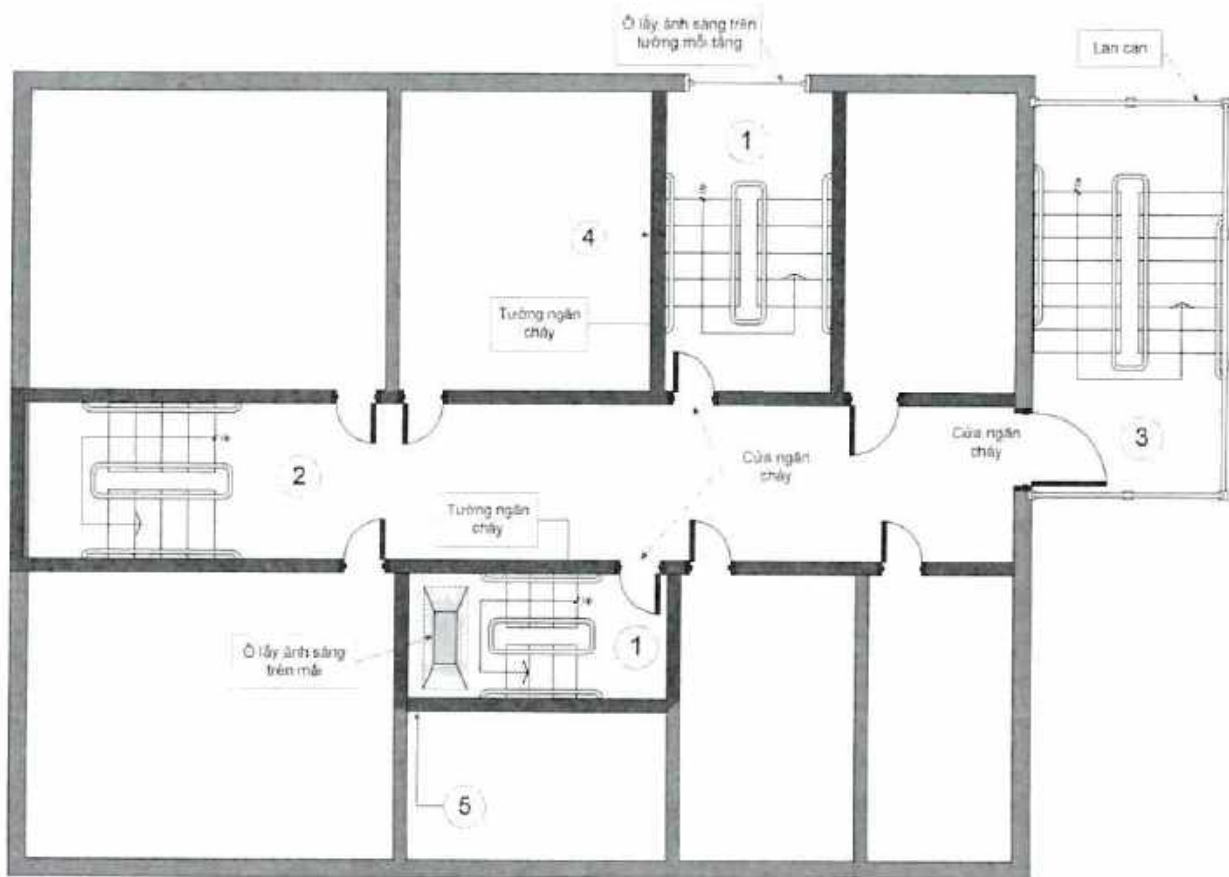 Ô lấy ánh sáng trên
tường mỗi tầng
Lan can
1
4
Tường ngăn
cháy
Cửa ngăn
cháy
3
2
Cửa ngăn
cháy
Tường ngăn
cháy
Ô lấy ánh sáng
trên mái
1
5